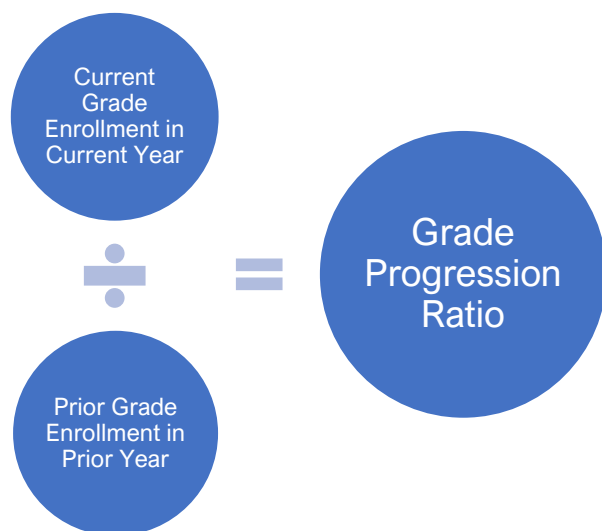 Current
Grade
Enrollment in
Current Year
÷
=
Prior Grade
Enrollment in
Prior Year
Grade
Progression
Ratio